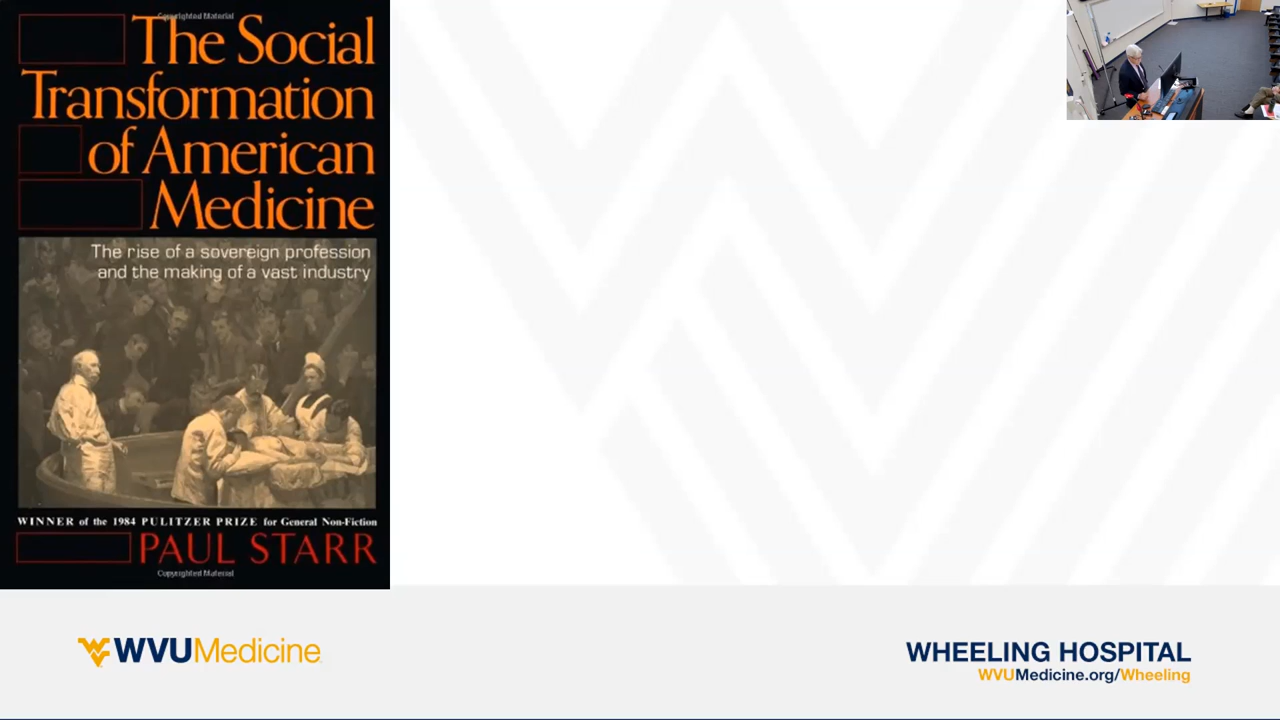 Copyrighted Material
The Social
Transformation
of American
Medicine
The rise of a sovereign profession
and the making of a vast industry
WINNER of the 1984 PULITZER PRIZE for General Non-Fiction
PAUL STARR
Copyrighted Material
WVUMedicine
WHEELING HOSPITAL
WVUMedicine.org/Wheeling